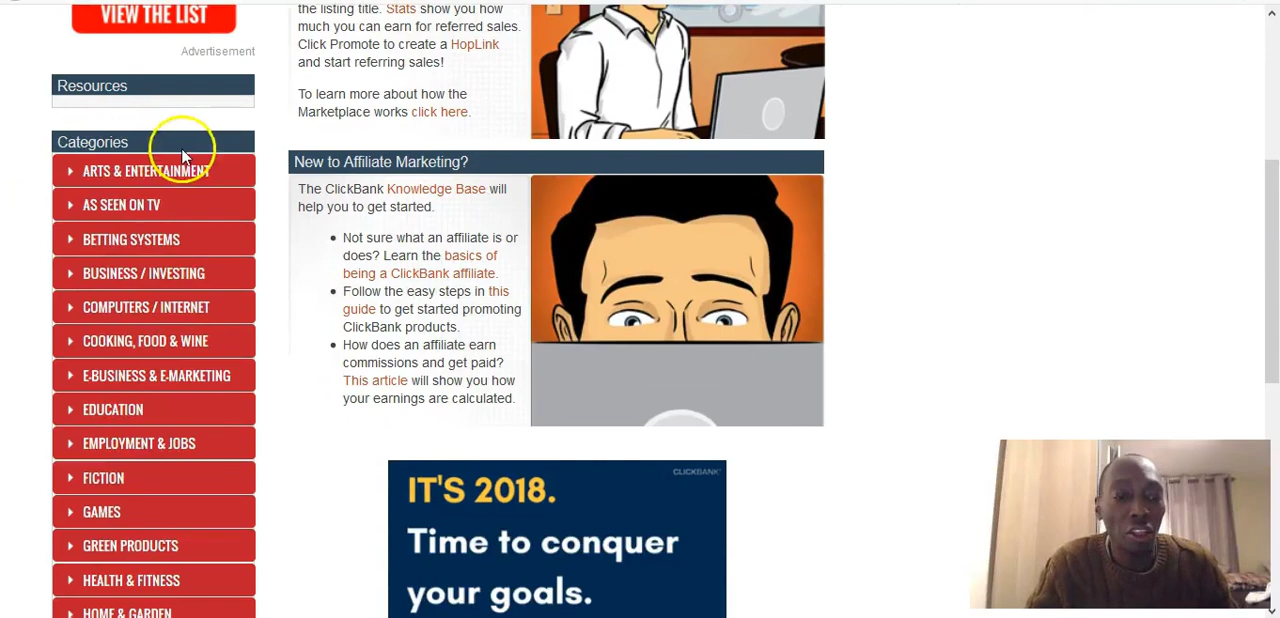 VIEW THE LIST
Advertisement
Resources
Categories
ARTS & ENTERTAINMENT
AS SEEN ON TV
BETTING SYSTEMS
BUSINESS / INVESTING
COMPUTERS / INTERNET
COOKING, FOOD & WINE
E-BUSINESS & E-MARKETING
EDUCATION
EMPLOYMENT & JOBS
FICTION
GAMES
GREEN PRODUCTS
HEALTH & FITNESS
HOME & GARDEN
the listing title. Stats show you how
much you can earn for referred sales.
Click Promote to create a HopLink
and start referring sales!
To learn more about how the
Marketplace works click here.
New to Affiliate Marketing?
The ClickBank Knowledge Base will
help you to get started.
Not sure what an affiliate is or
does? Learn the basics of
being a ClickBank affiliate.
Follow the easy steps in this
guide to get started promoting
ClickBank products.
How does an affiliate earn
commissions and get paid?
This article will show you how
your earnings are calculated.
CLICKBANK
IT'S 2018.
Time to conquer
your goals.